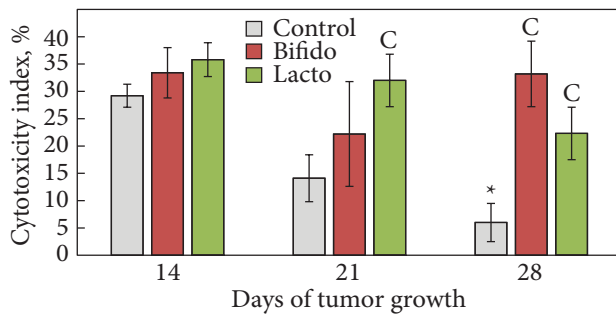 Cytotoxicity index, %
40
35
30
25
20
15
10
5
0
Control
Bifido
Lacto
C
C
C
*
14
21
28
Days of tumor growth